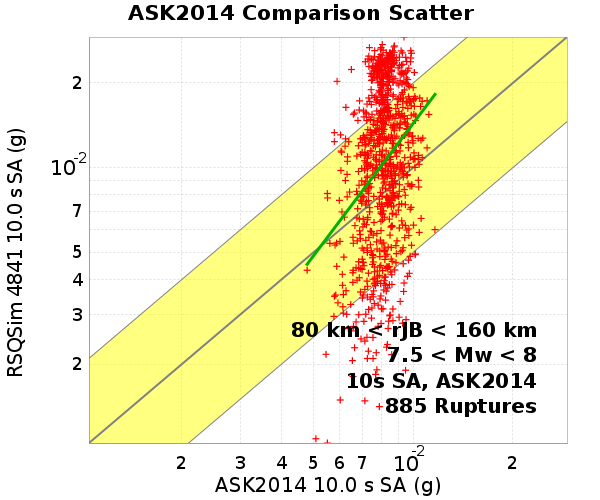 ASK2014 Comparison Scatter
RSQSim 4841 10.0 s SA (g)
2
10⁻²
7
5
4
3
2
80 km < rJB < 160 km
7.5 < Mw < 8
10s SA, ASK2014
885 Ruptures
2 3 4 5 6 7 10⁻² 2
ASK2014 10.0 s SA (g)